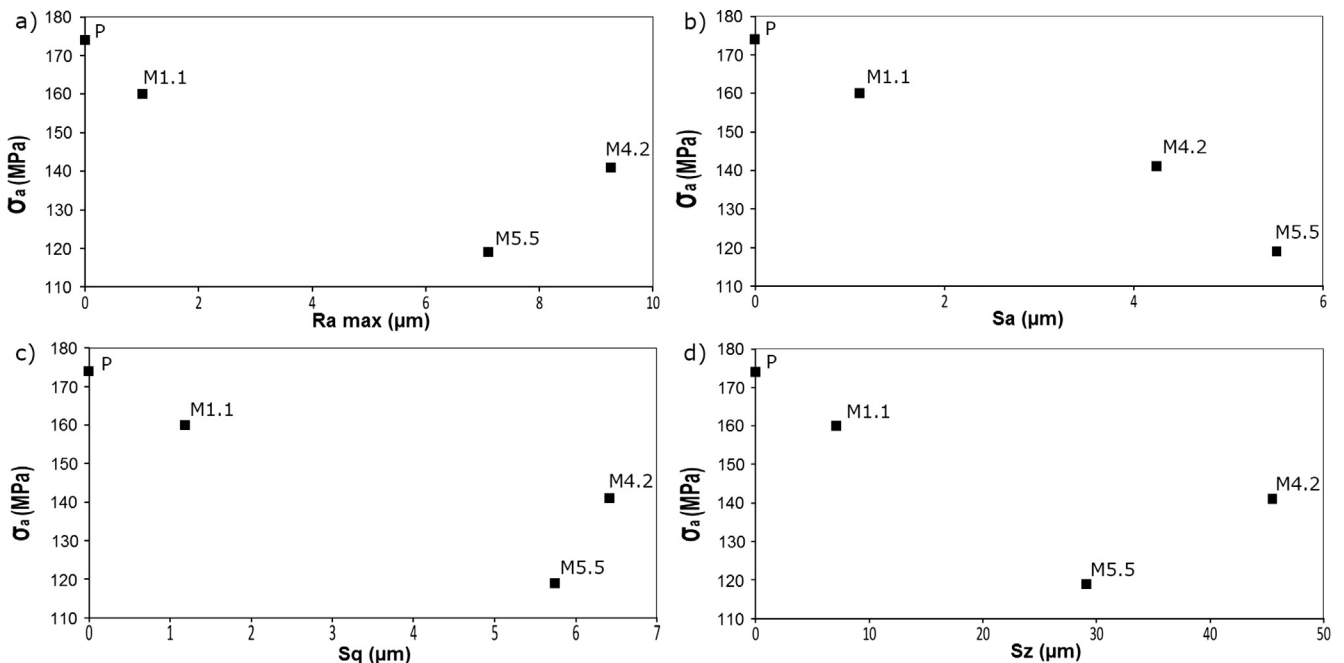 a)
180
170
160
150
140
130
120
110
σa (MPa)
P
M1.1
M4.2
M5.5
0 2 4 6 8 10
Ra max (μm)
b)
180
170
160
150
140
130
120
110
σa (MPa)
P
M1.1
M4.2
M5.5
0 2 4 6
Sa (μm)
c)
180
170
160
150
140
130
120
110
σa (MPa)
P
M1.1
M4.2
M5.5
0 1 2 3 4 5 6 7
Sq (μm)
d)
180
170
160
150
140
130
120
110
σa (MPa)
P
M1.1
M4.2
M5.5
0 10 20 30 40 50
Sz (μm)